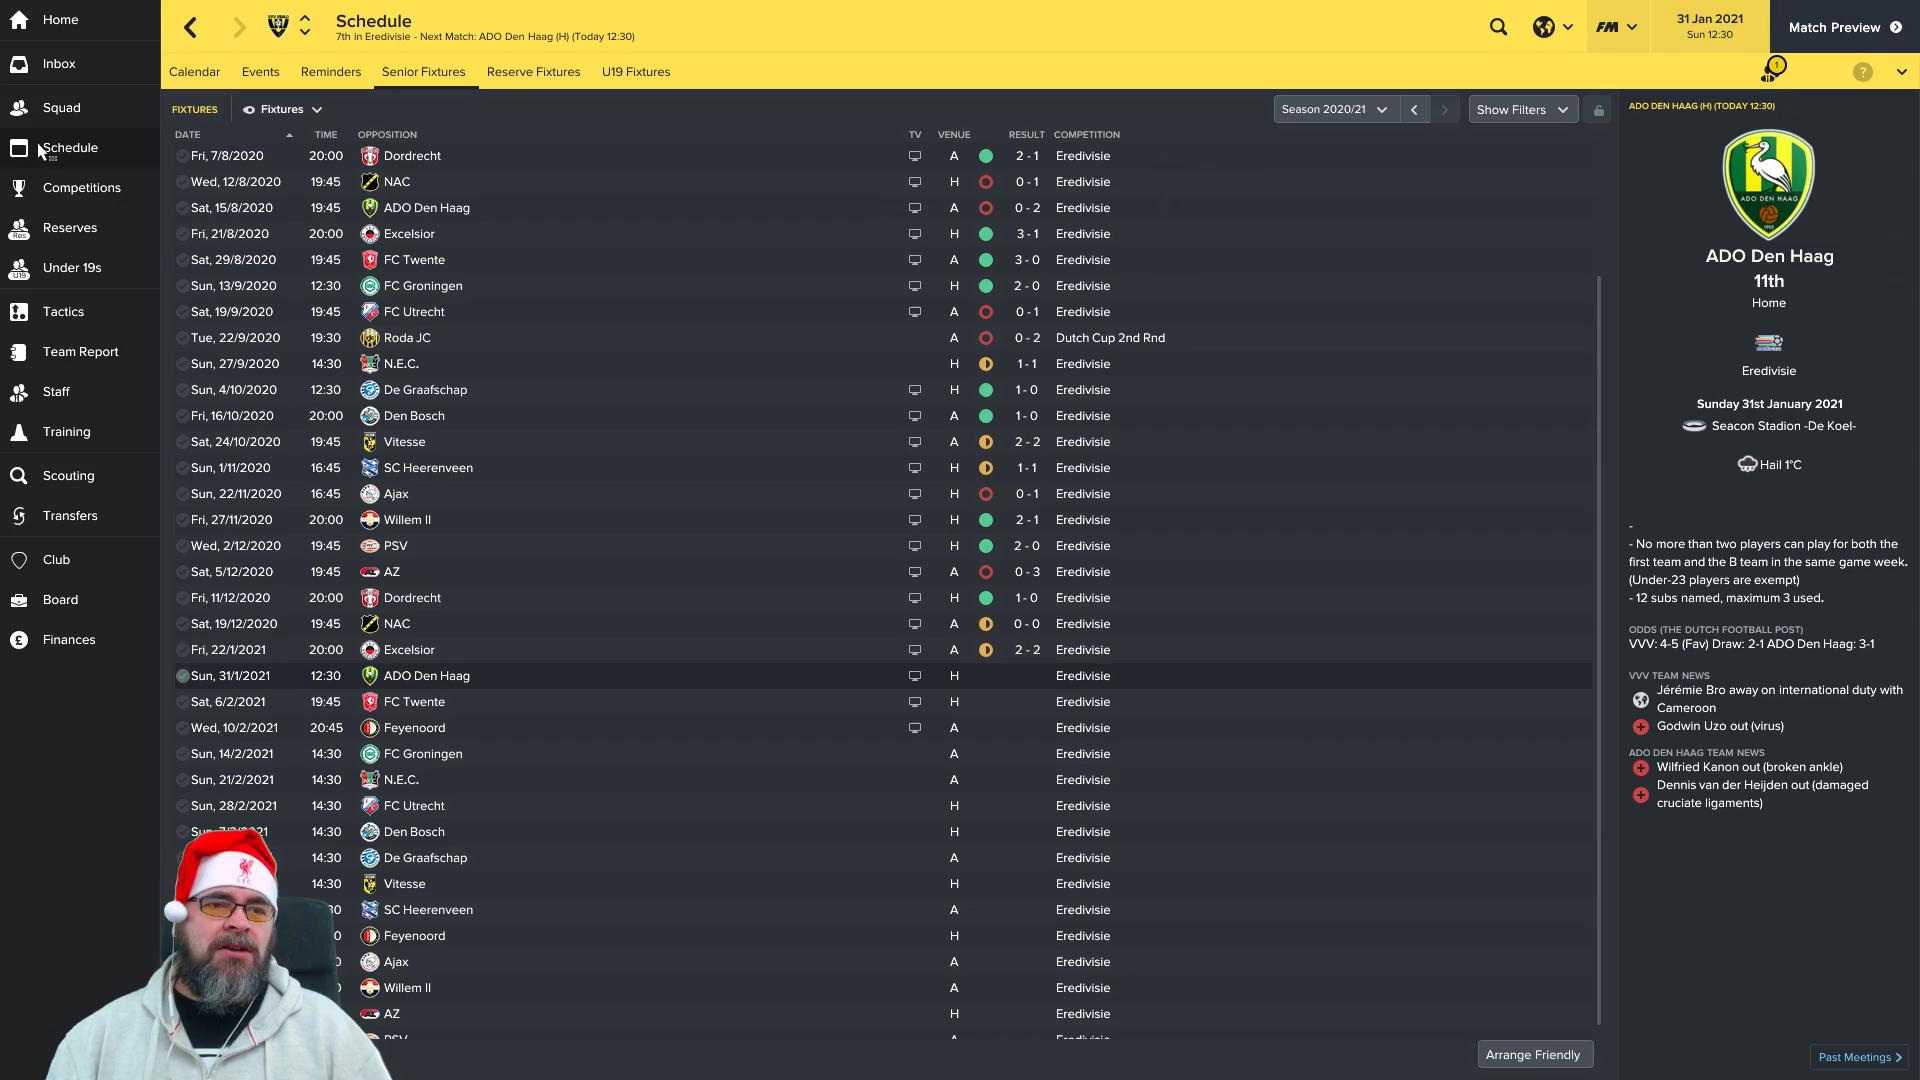 Home
Inbox
Squad
Schedule
Competitions
Reserves
Under 19s
Tactics
Team Report
Staff
Training
Scouting
Transfers
Club
Board
Finances
Schedule
7th in Eredivisie - Next Match: ADO Den Haag (H) (Today 12:30)
FM
31 Jan 2021
Sun 12:30
Match Preview
Calendar Events Reminders Senior Fixtures Reserve Fixtures U19 Fixtures
1
?
FIXTURES Fixtures Season 2020/21 Show Filters
DATE TIME OPPOSITION TV VENUE RESULT COMPETITION
Fri, 7/8/2020 20:00 Dordrecht A 2 - 1 Eredivisie
Wed, 12/8/2020 19:45 NAC H 0 - 1 Eredivisie
Sat, 15/8/2020 19:45 ADO Den Haag A 0 - 2 Eredivisie
Fri, 21/8/2020 20:00 Excelsior H 3 - 1 Eredivisie
Sat, 29/8/2020 19:45 FC Twente A 3 - 0 Eredivisie
Sun, 13/9/2020 12:30 FC Groningen H 2 - 0 Eredivisie
Sat, 19/9/2020 19:45 FC Utrecht A 0 - 1 Eredivisie
Tue, 22/9/2020 19:30 Roda JC A 0 - 2 Dutch Cup 2nd Rnd
Sun, 27/9/2020 14:30 N.E.C. H 1 - 1 Eredivisie
Sun, 4/10/2020 12:30 De Graafschap H 1 - 0 Eredivisie
Fri, 16/10/2020 20:00 Den Bosch A 1 - 0 Eredivisie
Sat, 24/10/2020 19:45 Vitesse A 2 - 2 Eredivisie
Sun, 1/11/2020 16:45 SC Heerenveen H 1 - 1 Eredivisie
Sun, 22/11/2020 16:45 Ajax H 0 - 1 Eredivisie
Fri, 27/11/2020 20:00 Willem II H 2 - 1 Eredivisie
Wed, 2/12/2020 19:45 PSV H 2 - 0 Eredivisie
Sat, 5/12/2020 19:45 AZ A 0 - 3 Eredivisie
Fri, 11/12/2020 20:00 Dordrecht H 1 - 0 Eredivisie
Sat, 19/12/2020 19:45 NAC A 0 - 0 Eredivisie
Fri, 22/1/2021 20:00 Excelsior A 2 - 2 Eredivisie
Sun, 31/1/2021 12:30 ADO Den Haag H Eredivisie
Sat, 6/2/2021 19:45 FC Twente H Eredivisie
Wed, 10/2/2021 20:45 Feyenoord A Eredivisie
Sun, 14/2/2021 14:30 FC Groningen A Eredivisie
Sun, 21/2/2021 14:30 N.E.C. A Eredivisie
Sun, 28/2/2021 14:30 FC Utrecht H Eredivisie
14:30 Den Bosch H Eredivisie
14:30 De Graafschap A Eredivisie
14:30 Vitesse H Eredivisie
SC Heerenveen A Eredivisie
Feyenoord H Eredivisie
Ajax A Eredivisie
Willem II A Eredivisie
AZ H Eredivisie
Arrange Friendly
ADO DEN HAAG (H) (TODAY 12:30)
ADO DEN HAAG
1905
ADO Den Haag
11th
Home
Eredivisie
Sunday 31st January 2021
Seacon Stadion -De Koel-
Hail 1°C
-
- No more than two players can play for both the
first team and the B team in the same game week.
(Under-23 players are exempt)
- 12 subs named, maximum 3 used.
ODDS (THE DUTCH FOOTBALL POST)
VVV: 4-5 (Fav) Draw: 2-1 ADO Den Haag: 3-1
VVV TEAM NEWS
Jérémie Bro away on international duty with
Cameroon
Godwin Uzo out (virus)
ADO DEN HAAG TEAM NEWS
Wilfried Kanon out (broken ankle)
Dennis van der Heijden out (damaged
cruciate ligaments)
Past Meetings